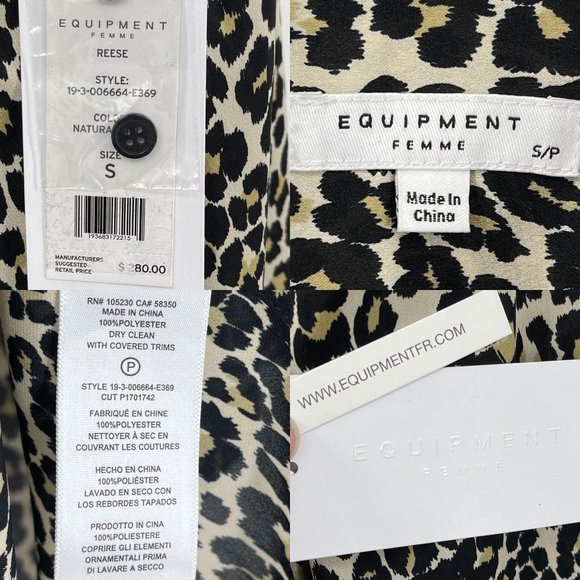 EQUIPMENT
FEMME
REESE
STYLE:
19-3-006664-E369
NATURA
SIZE
S
193683172215
MANUFACTURERS
SUGGESTED
RETAIL PRICE
$ 280.00
EQUIPMENT
FEMME
S/P
Made In
China
RN# 105230 CA# 58350
MADE IN CHINA
100%POLYESTER
DRY CLEAN
WITH COVERED TRIMS
P
STYLE 19-3-006664-E369
CUT P1701742
FABRIQUÉ EN CHINE
100%POLYESTER
NETTOYER À SEC EN
COUVRANT LES COUTURES
HECHO EN CHINA
100%POLIÉSTER
LAVADO EN SECO CON
LOS REBORDES TAPADOS
PRODOTTO IN CINA
100%POLIESTERE
COPRIRE GLI ELEMENTI
ORNAMENTALI PRIMA
DI LAVARE A SECCO
WWW.EQUIPMENTFR.COM
EQUIPMENT
FEMME